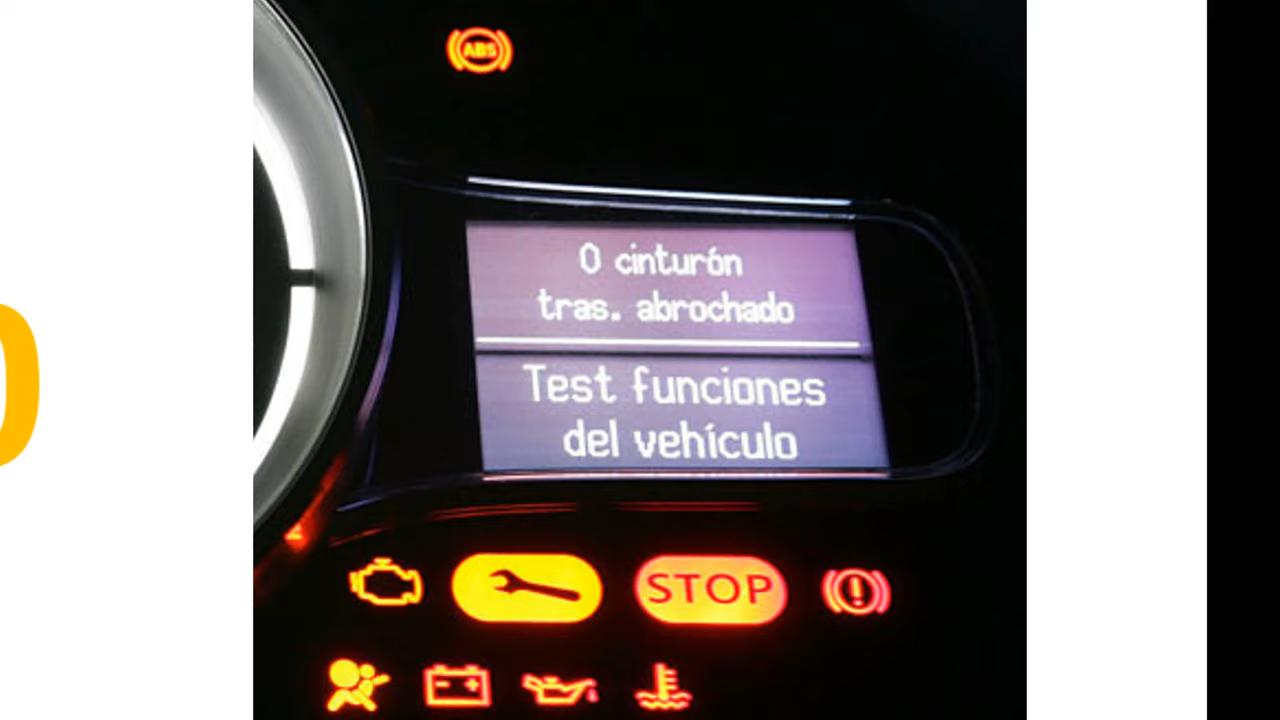 ABS
0 cinturón
tras. abrochado
Test funciones
del vehículo
STOP